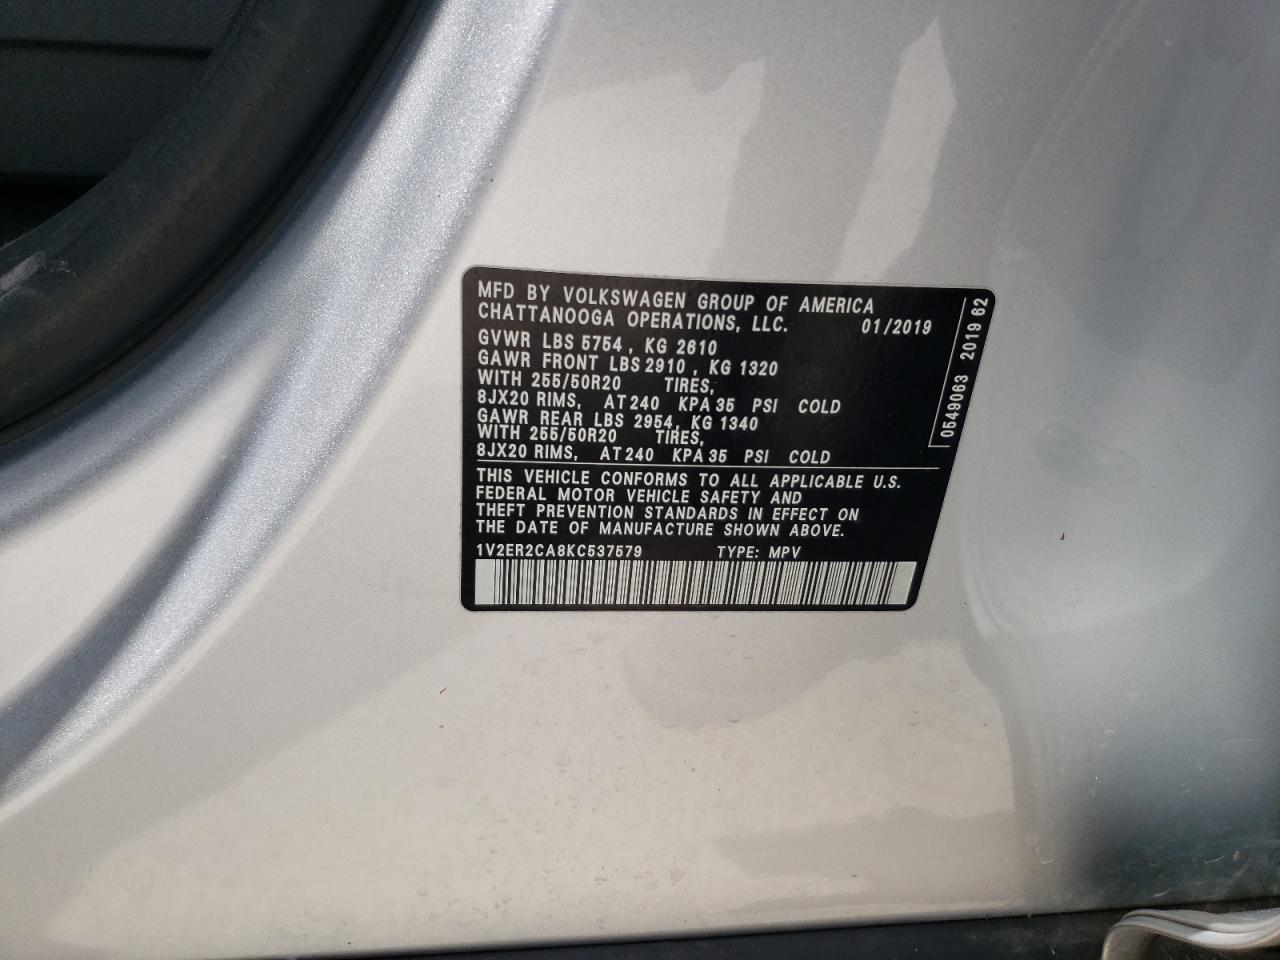 MFD BY VOLKSWAGEN GROUP OF AMERICA
CHATTANOOGA OPERATIONS, LLC. 01/2019
GVWR LBS 5754 , KG 2610
GAWR FRONT LBS 2910 , KG 1320
WITH 255/50R20 TIRES,
8JX20 RIMS, AT 240 KPA 35 PSI COLD
GAWR REAR LBS 2954 , KG 1340
WITH 255/50R20 TIRES,
8JX20 RIMS, AT 240 KPA 35 PSI COLD
THIS VEHICLE CONFORMS TO ALL APPLICABLE U.S.
FEDERAL MOTOR VEHICLE SAFETY AND
THEFT PREVENTION STANDARDS IN EFFECT ON
THE DATE OF MANUFACTURE SHOWN ABOVE.
1V2ER2CA8KC537579 TYPE: MPV
0549063 2019 62